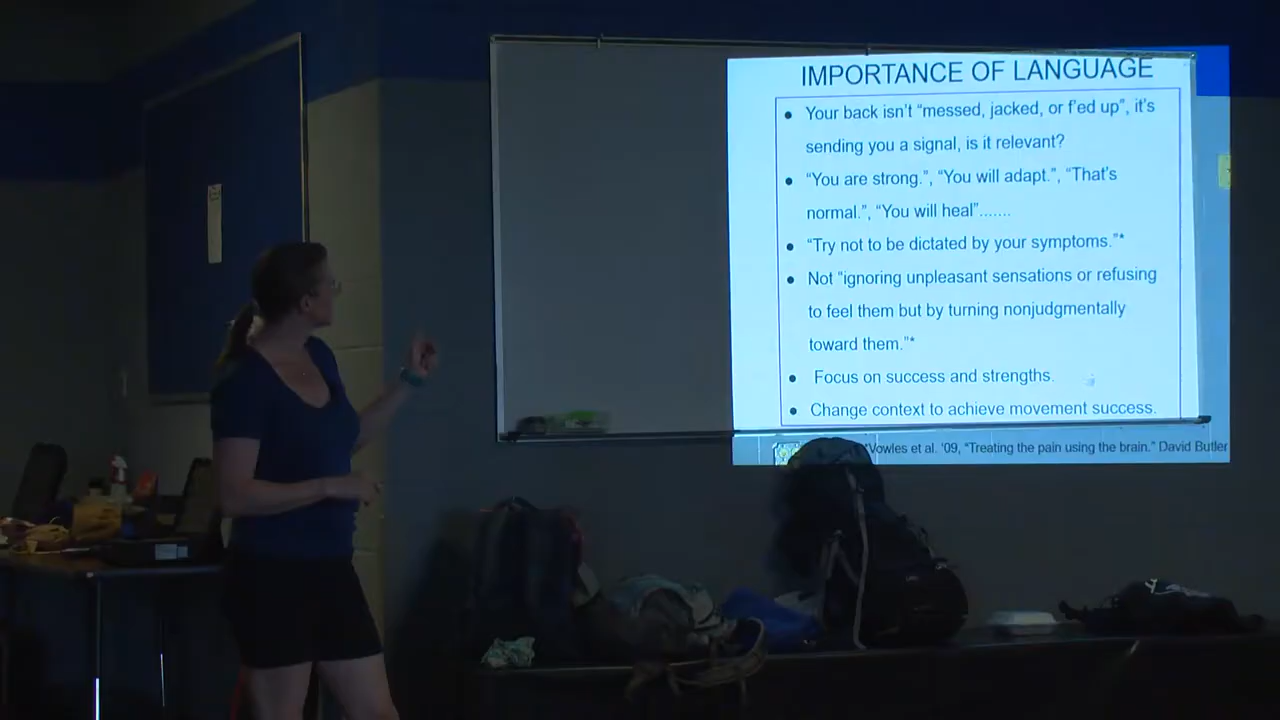 IMPORTANCE OF LANGUAGE
● Your back isn't “messed, jacked, or f'ed up”, it's
sending you a signal, is it relevant?
● “You are strong.”, “You will adapt.”, “That's
normal.”, “You will heal”.......
● “Try not to be dictated by your symptoms.”*
● Not “ignoring unpleasant sensations or refusing
to feel them but by turning nonjudgmentally
toward them.”*
● Focus on success and strengths.
● Change context to achieve movement success.
*Vowles et al. '09, “Treating the pain using the brain.” David Butler